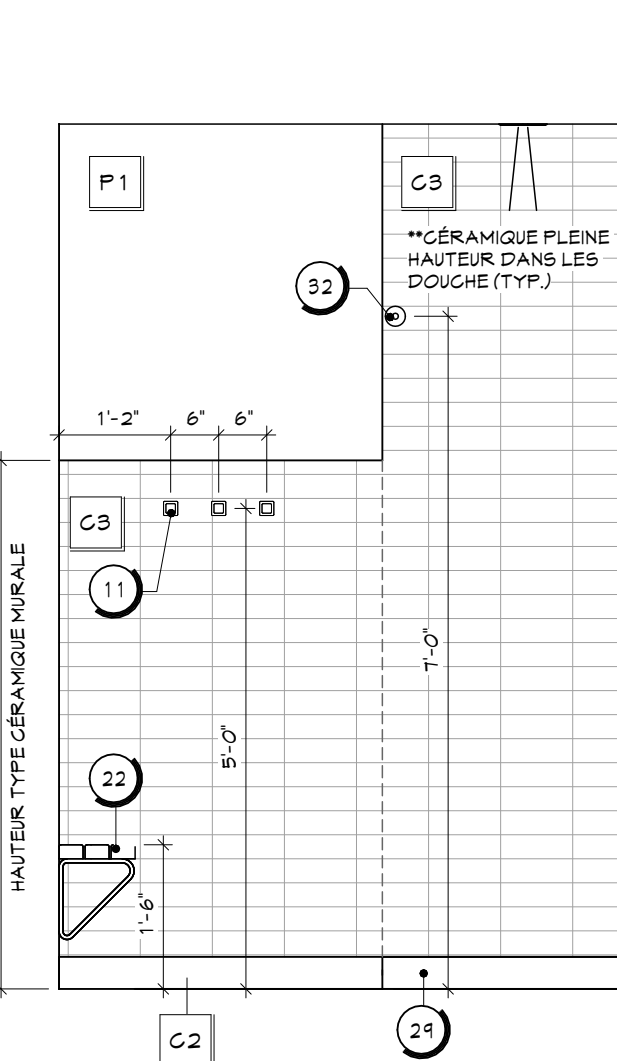 P1
C3
**CÉRAMIQUE PLEINE
HAUTEUR DANS LES
DOUCHE (TYP.)
32
1'-2"
6"
6"
C3
11
HAUTEUR TYPE CÉRAMIQUE MURALE
7'-0"
5'-0"
22
1'-6"
C2
29